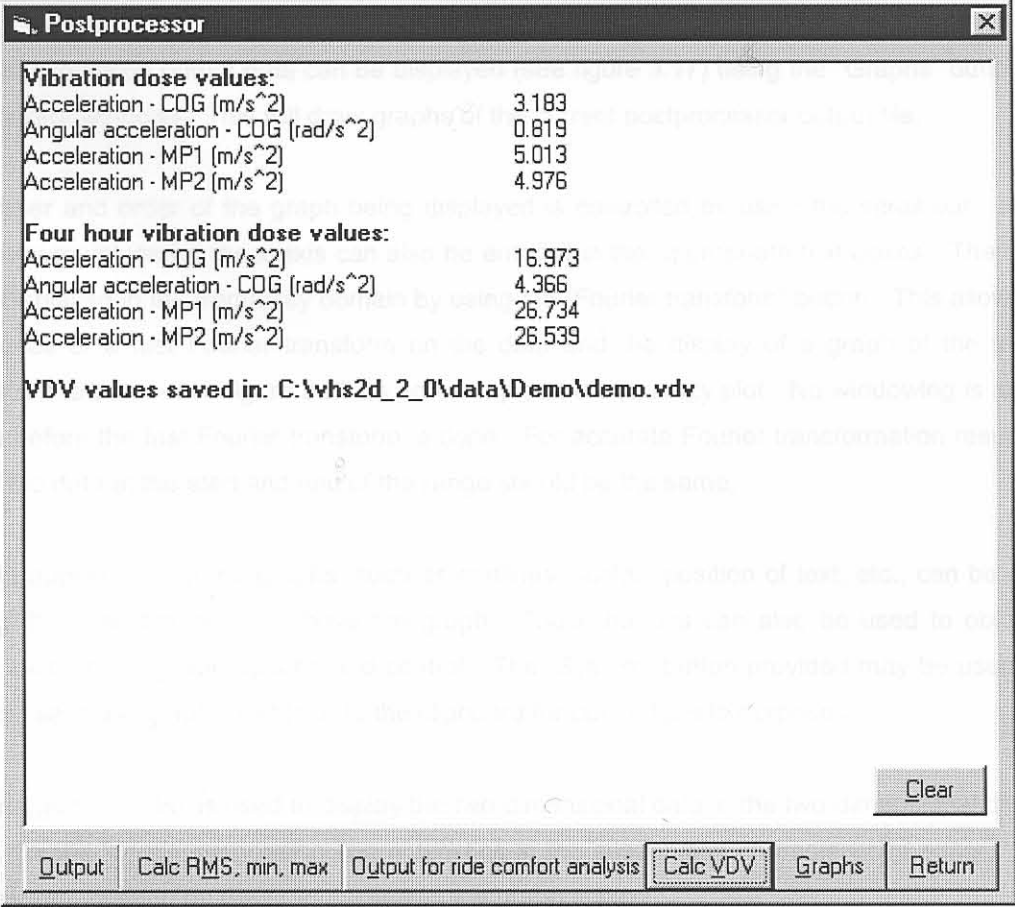 Postprocessor
Vibration dose values:
Acceleration - COG (m/s^2) 3.183
Angular acceleration - COG (rad/s^2) 0.819
Acceleration - MP1 (m/s^2) 5.013
Acceleration - MP2 (m/s^2) 4.976
Four hour vibration dose values:
Acceleration - COG (m/s^2) 16.973
Angular acceleration - COG (rad/s^2) 4.366
Acceleration - MP1 (m/s^2) 26.734
Acceleration - MP2 (m/s^2) 26.539
VDV values saved in: C:\vhs2d_2_0\data\Demo\demo.vdv
Clear
Output Calc RMS, min, max Output for ride comfort analysis Calc VDV Graphs Return